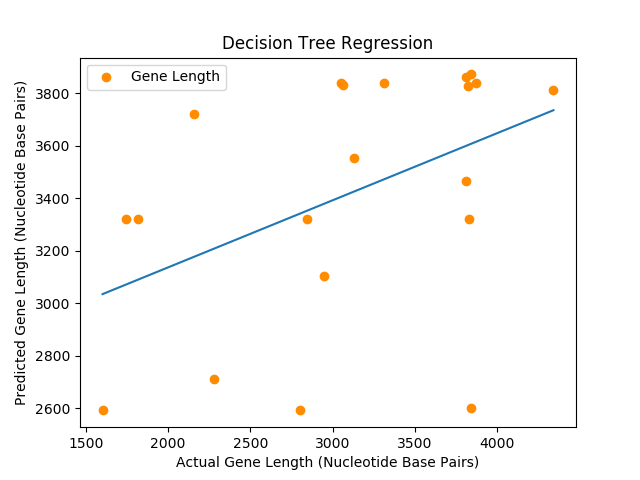 Decision Tree Regression
Gene Length
Predicted Gene Length (Nucleotide Base Pairs)
3800
3600
3400
3200
3000
2800
2600
1500 2000 2500 3000 3500 4000
Actual Gene Length (Nucleotide Base Pairs)